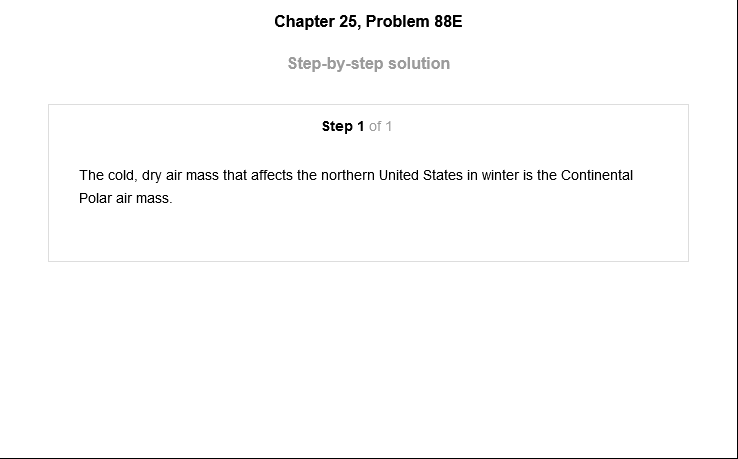 Chapter 25, Problem 88E
Step-by-step solution
Step 1 of 1
The cold, dry air mass that affects the northern United States in winter is the Continental
Polar air mass.